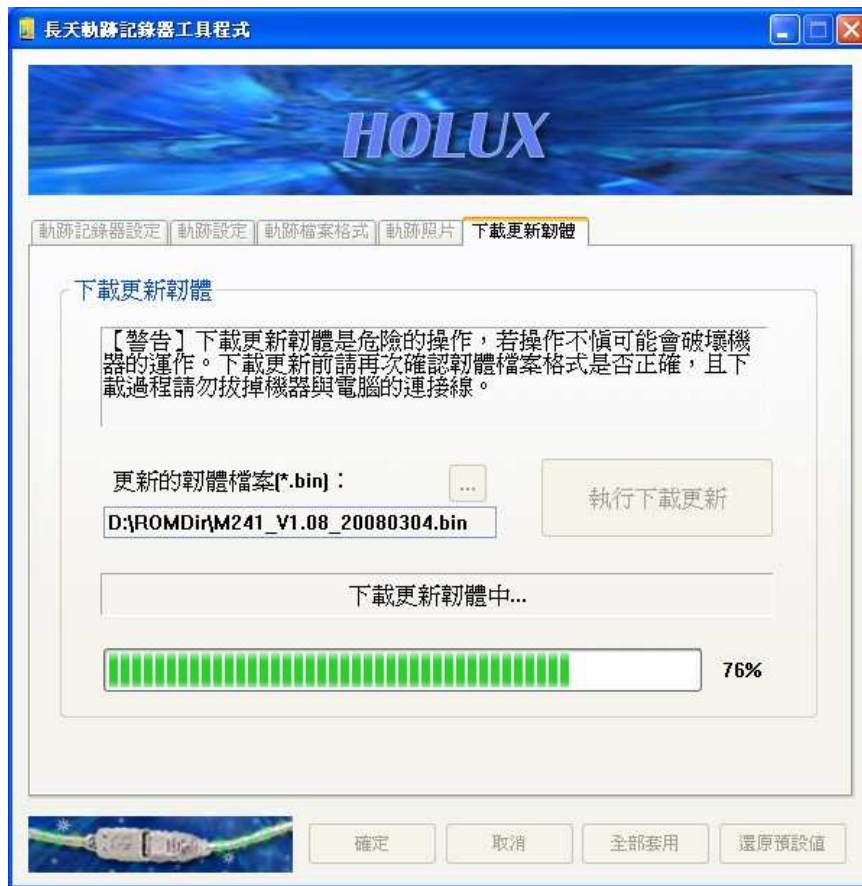 長天軌跡記錄器工具程式
HOLUX
軌跡記錄器設定 軌跡設定 軌跡檔案格式 軌跡照片 下載更新韌體
下載更新韌體
【警告】下載更新韌體是危險的操作，若操作不慎可能會破壞機
器的運作。下載更新前請再次確認韌體檔案格式是否正確，且下
載過程請勿拔掉機器與電腦的連接線。
更新的韌體檔案(*.bin)：
...
執行下載更新
D:\ROMDir\M241_V1.08_20080304.bin
下載更新韌體中...
76%
確定 取消 全部套用 還原預設值